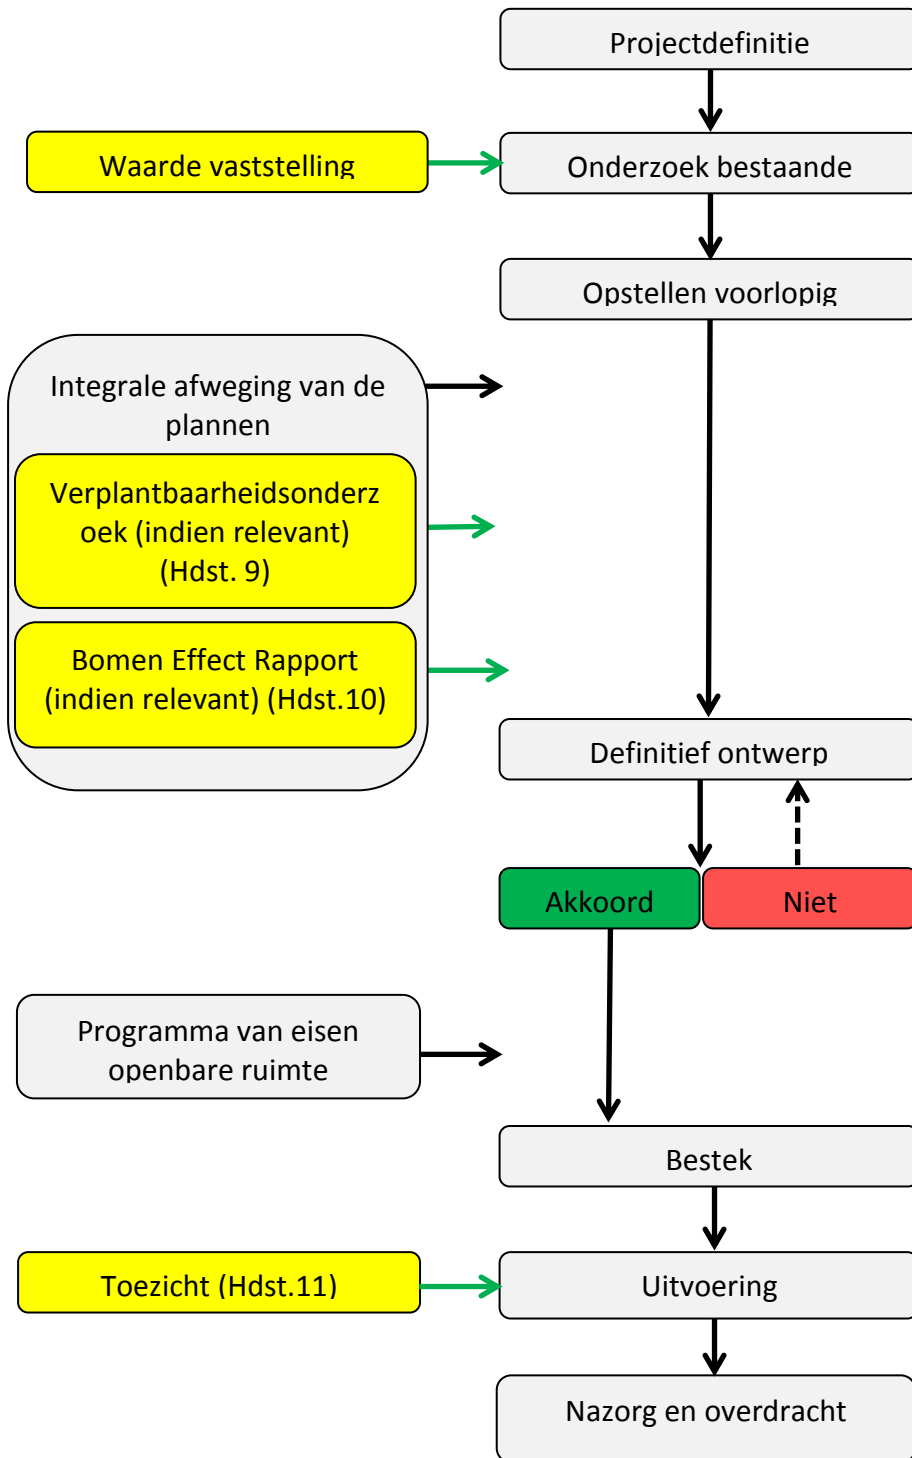 Projectdefinitie
Waarde vaststelling
Onderzoek bestaande
Opstellen voorlopig
Integrale afweging van de
plannen
Verplantbaarheidsonderz
oek (indien relevant)
(Hdst. 9)
Bomen Effect Rapport
(indien relevant) (Hdst.10)
Definitief ontwerp
Akkoord
Niet
Programma van eisen
openbare ruimte
Bestek
Toezicht (Hdst.11)
Uitvoering
Nazorg en overdracht